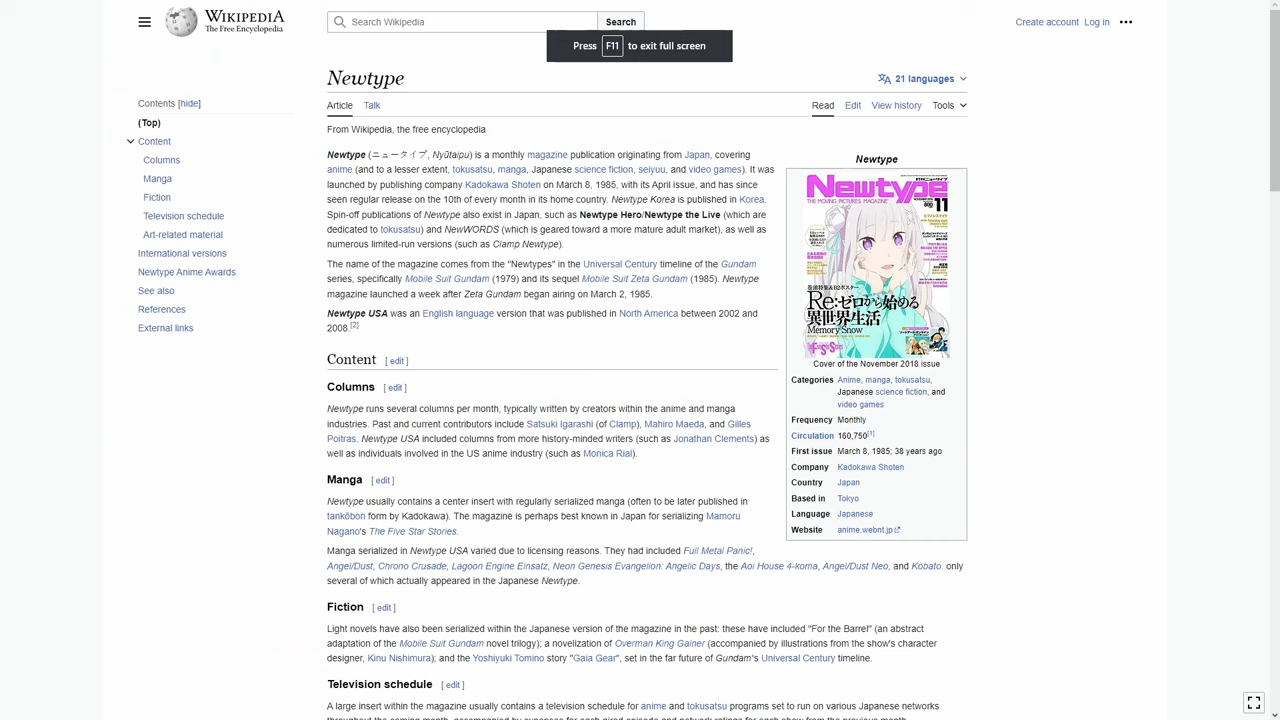 WIKIPEDIA
The Free Encyclopedia
Search Wikipedia
Search
Create account Log in
Press F11 to exit full screen
Newtype
21 languages
Article Talk
Read Edit View history Tools
From Wikipedia, the free encyclopedia
Contents [hide]
(Top)
Content
Columns
Manga
Fiction
Television schedule
Art-related material
International versions
Newtype Anime Awards
See also
References
External links
Newtype (ニュータイプ, Nyūtaipu) is a monthly magazine publication originating from Japan, covering
anime (and to a lesser extent, tokusatsu, manga, Japanese science fiction, seiyuu, and video games). It was
launched by publishing company Kadokawa Shoten on March 8, 1985, with its April issue, and has since
seen regular release on the 10th of every month in its home country. Newtype Korea is published in Korea.
Spin-off publications of Newtype also exist in Japan, such as Newtype Hero/Newtype the Live (which are
dedicated to tokusatsu) and NewWORDS (which is geared toward a more mature adult market), as well as
numerous limited-run versions (such as Clamp Newtype).
The name of the magazine comes from the "Newtypes" in the Universal Century timeline of the Gundam
series, specifically Mobile Suit Gundam (1979) and its sequel Mobile Suit Zeta Gundam (1985). Newtype
magazine launched a week after Zeta Gundam began airing on March 2, 1985.
Newtype USA was an English language version that was published in North America between 2002 and
2008.[2]
Content [ edit ]
Columns [ edit ]
Newtype runs several columns per month, typically written by creators within the anime and manga
industries. Past and current contributors include Satsuki Igarashi (of Clamp), Mahiro Maeda, and Gilles
Poitras. Newtype USA included columns from more history-minded writers (such as Jonathan Clements) as
well as individuals involved in the US anime industry (such as Monica Rial).
Manga [ edit ]
Newtype usually contains a center insert with regularly serialized manga (often to be later published in
tankōbon form by Kadokawa). The magazine is perhaps best known in Japan for serializing Mamoru
Nagano's The Five Star Stories.
Manga serialized in Newtype USA varied due to licensing reasons. They had included Full Metal Panic!,
Angel/Dust, Chrono Crusade, Lagoon Engine Einsatz, Neon Genesis Evangelion: Angelic Days, the Aoi House 4-koma, Angel/Dust Neo, and Kobato. only
several of which actually appeared in the Japanese Newtype.
Fiction [ edit ]
Light novels have also been serialized within the Japanese version of the magazine in the past: these have included "For the Barrel" (an abstract
adaptation of the Mobile Suit Gundam novel trilogy); a novelization of Overman King Gainer (accompanied by illustrations from the show's character
designer, Kinu Nishimura); and the Yoshiyuki Tomino story "Gaia Gear", set in the far future of Gundam's Universal Century timeline.
Television schedule [ edit ]
A large insert within the magazine usually contains a television schedule for anime and tokusatsu programs set to run on various Japanese networks
Newtype
Newtype
THE MOVING PICTURES MAGAZINE
11
Re:ゼロから始める
異世界生活
Memory Snow
Cover of the November 2018 issue
Categories Anime, manga, tokusatsu,
Japanese science fiction, and
video games
Frequency Monthly
Circulation 160,750[1]
First issue March 8, 1985; 38 years ago
Company Kadokawa Shoten
Country Japan
Based in Tokyo
Language Japanese
Website anime.webnt.jp